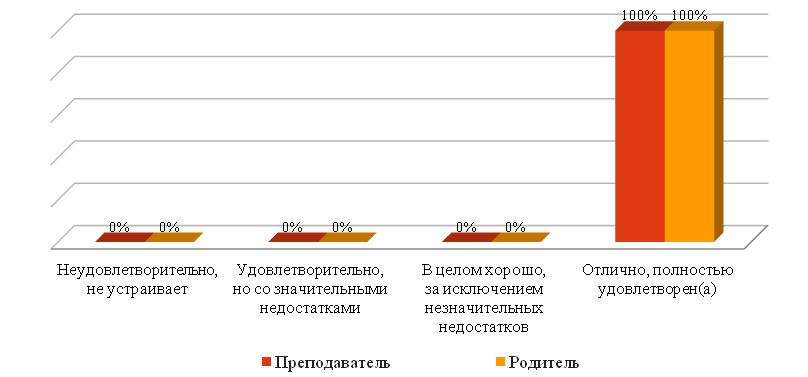 100% 100%
0% 0% 0% 0% 0% 0%
Неудовлетворительно,
не устраивает
Удовлетворительно,
но со значительными
недостатками
В целом хорошо,
за исключением
незначительных
недостатков
Отлично, полностью
удовлетворен(а)
Преподаватель Родитель